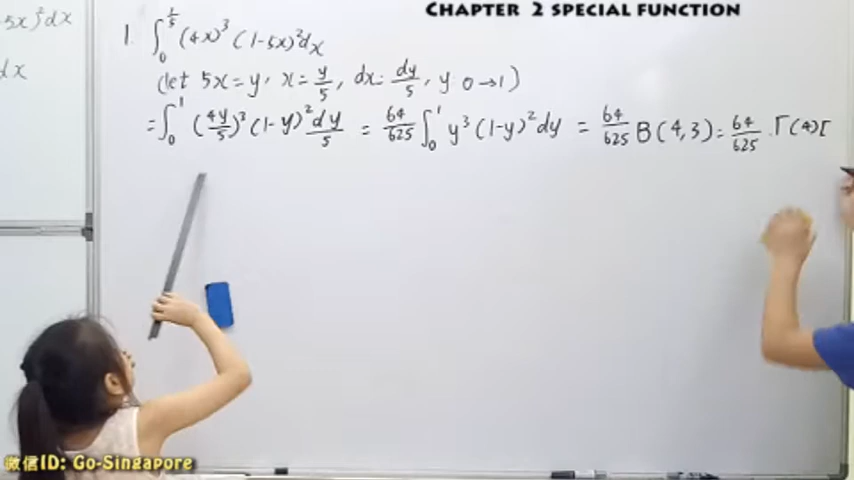 CHAPTER 2 SPECIAL FUNCTION
5x)²dx
dx
1. ∫₀^{1/5} (4x)³ (1-5x)² dx
(let 5x=y, x=y/5, dx=dy/5, y 0→1)
=∫₀¹ (4y/5)³ (1-y)² dy/5 = 64/625 ∫₀¹ y³(1-y)² dy = 64/625 B(4,3) = 64/625 · Γ(4)Γ
微信ID: Go-Singapore